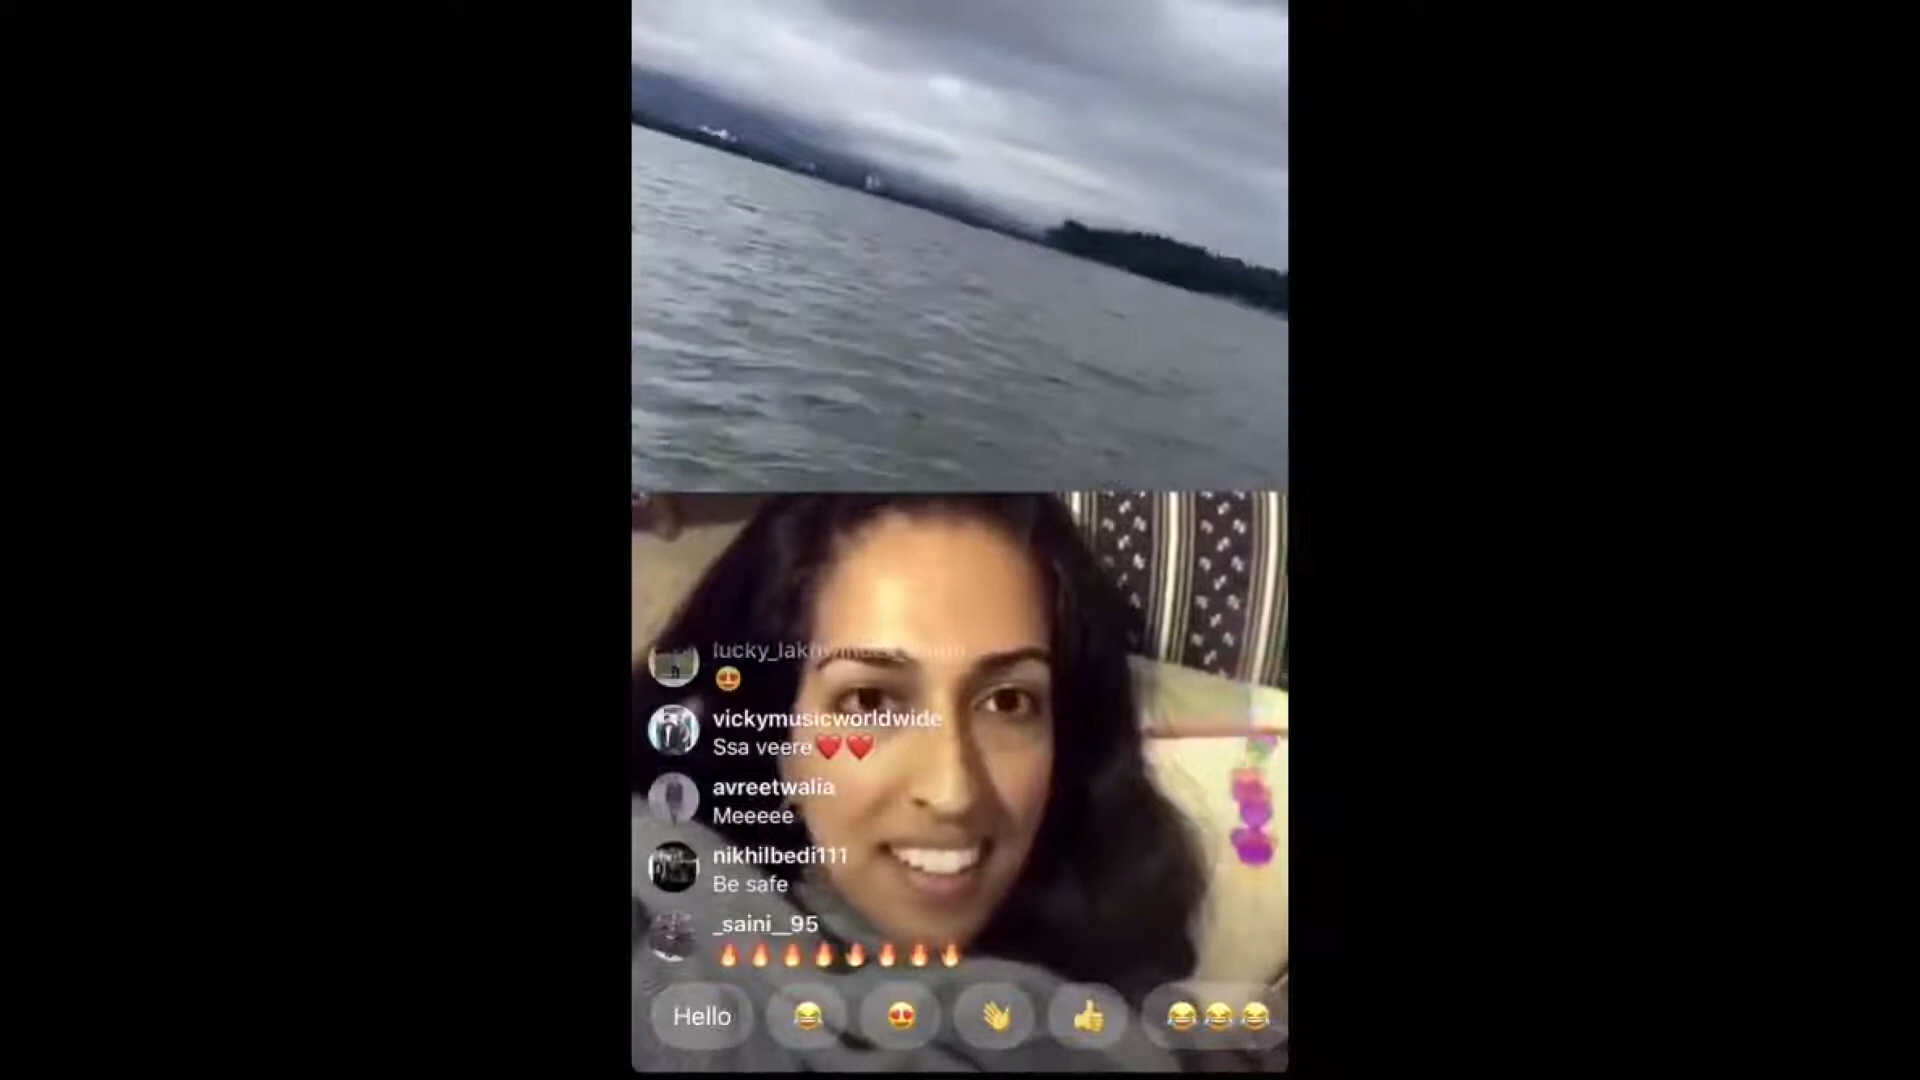 😍
vickymusicworldwide
Ssa veere❤️❤️
avreetwalia
Meeeee
nikhilbedi111
Be safe
_saini__95
🔥🔥🔥🔥🔥🔥🔥🔥
Hello 😂 😍 👋 👍 😂😂😂